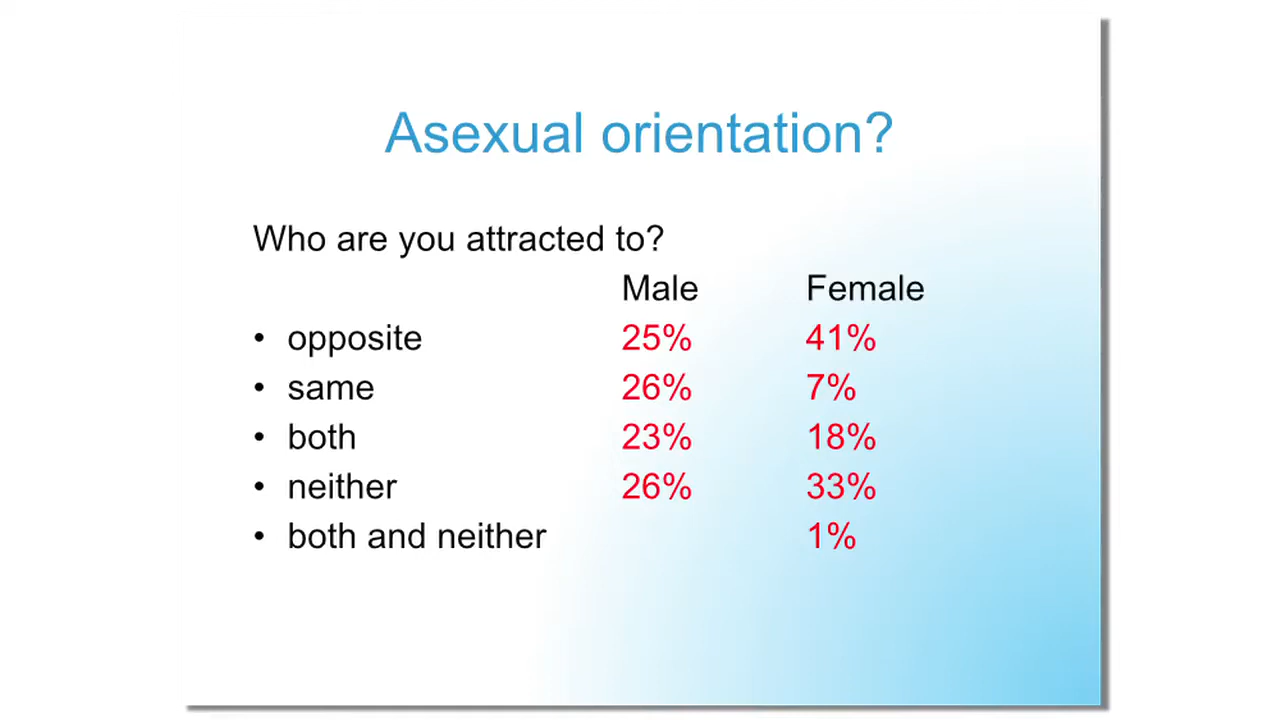 Asexual orientation?
Who are you attracted to?
Male Female
• opposite 25% 41%
• same 26% 7%
• both 23% 18%
• neither 26% 33%
• both and neither 1%